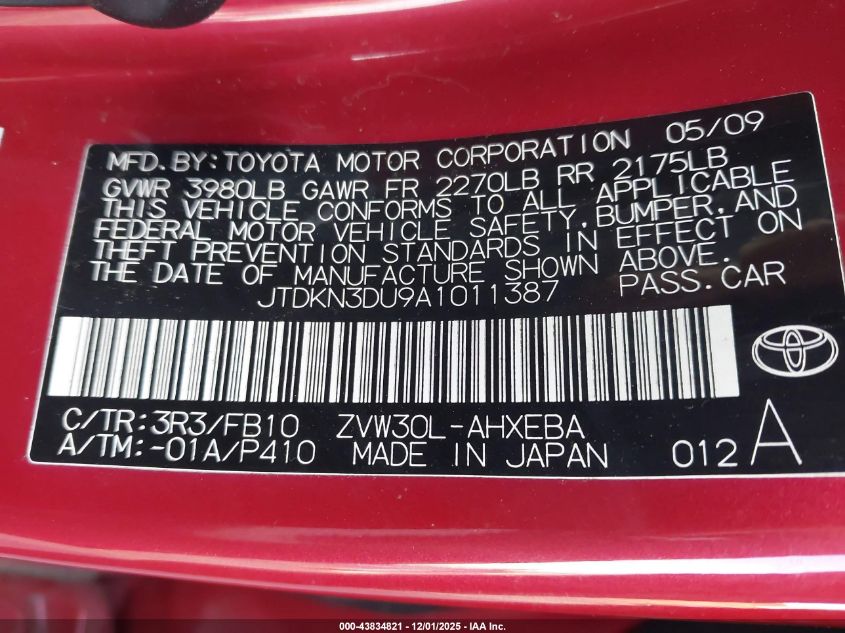 MFD. BY: TOYOTA MOTOR CORPORATION 05/09
GVWR 3980LB GAWR FR 2270LB RR 2175LB
THIS VEHICLE CONFORMS TO ALL APPLICABLE
FEDERAL MOTOR VEHICLE SAFETY, BUMPER, AND
THEFT PREVENTION STANDARDS IN EFFECT ON
THE DATE OF MANUFACTURE SHOWN ABOVE.
JTDKN3DU9A1011387 PASS. CAR
C/TR: 3R3/FB10 ZVW30L-AHXEBA
A/TM: -01A/P410 MADE IN JAPAN 012 A
000-43834821 - 12/01/2025 - IAA Inc.